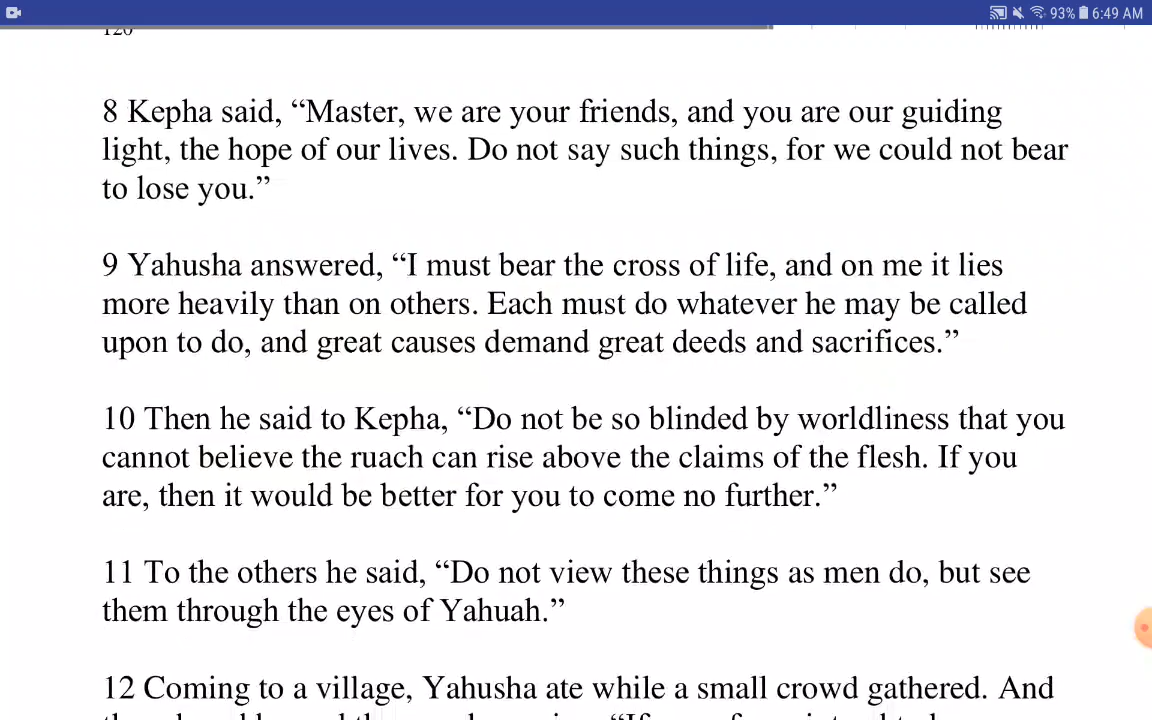 93% 6:49 AM
120
8 Kepha said, “Master, we are your friends, and you are our guiding
light, the hope of our lives. Do not say such things, for we could not bear
to lose you.”
9 Yahusha answered, “I must bear the cross of life, and on me it lies
more heavily than on others. Each must do whatever he may be called
upon to do, and great causes demand great deeds and sacrifices.”
10 Then he said to Kepha, “Do not be so blinded by worldliness that you
cannot believe the ruach can rise above the claims of the flesh. If you
are, then it would be better for you to come no further.”
11 To the others he said, “Do not view these things as men do, but see
them through the eyes of Yahuah.”
12 Coming to a village, Yahusha ate while a small crowd gathered. And